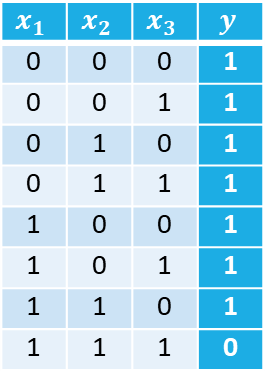 x₁ x₂ x₃ y
0 0 0 1
0 0 1 1
0 1 0 1
0 1 1 1
1 0 0 1
1 0 1 1
1 1 0 1
1 1 1 0